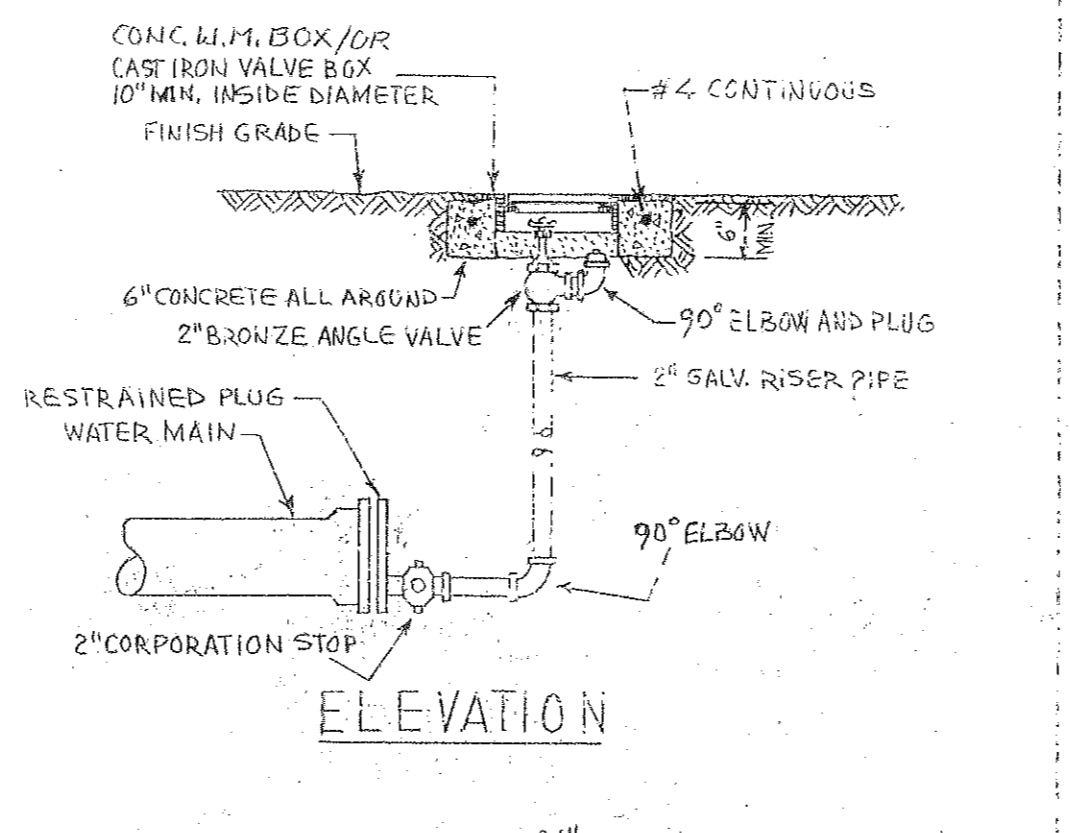 CONC. W.M. BOX/OR
CAST IRON VALVE BOX
10" MIN. INSIDE DIAMETER
#4 CONTINUOUS
FINISH GRADE
6" MIN
6" CONCRETE ALL AROUND
2" BRONZE ANGLE VALVE
90° ELBOW AND PLUG
2" GALV. RISER PIPE
RESTRAINED PLUG
WATER MAIN
90° ELBOW
2" CORPORATION STOP
ELEVATION